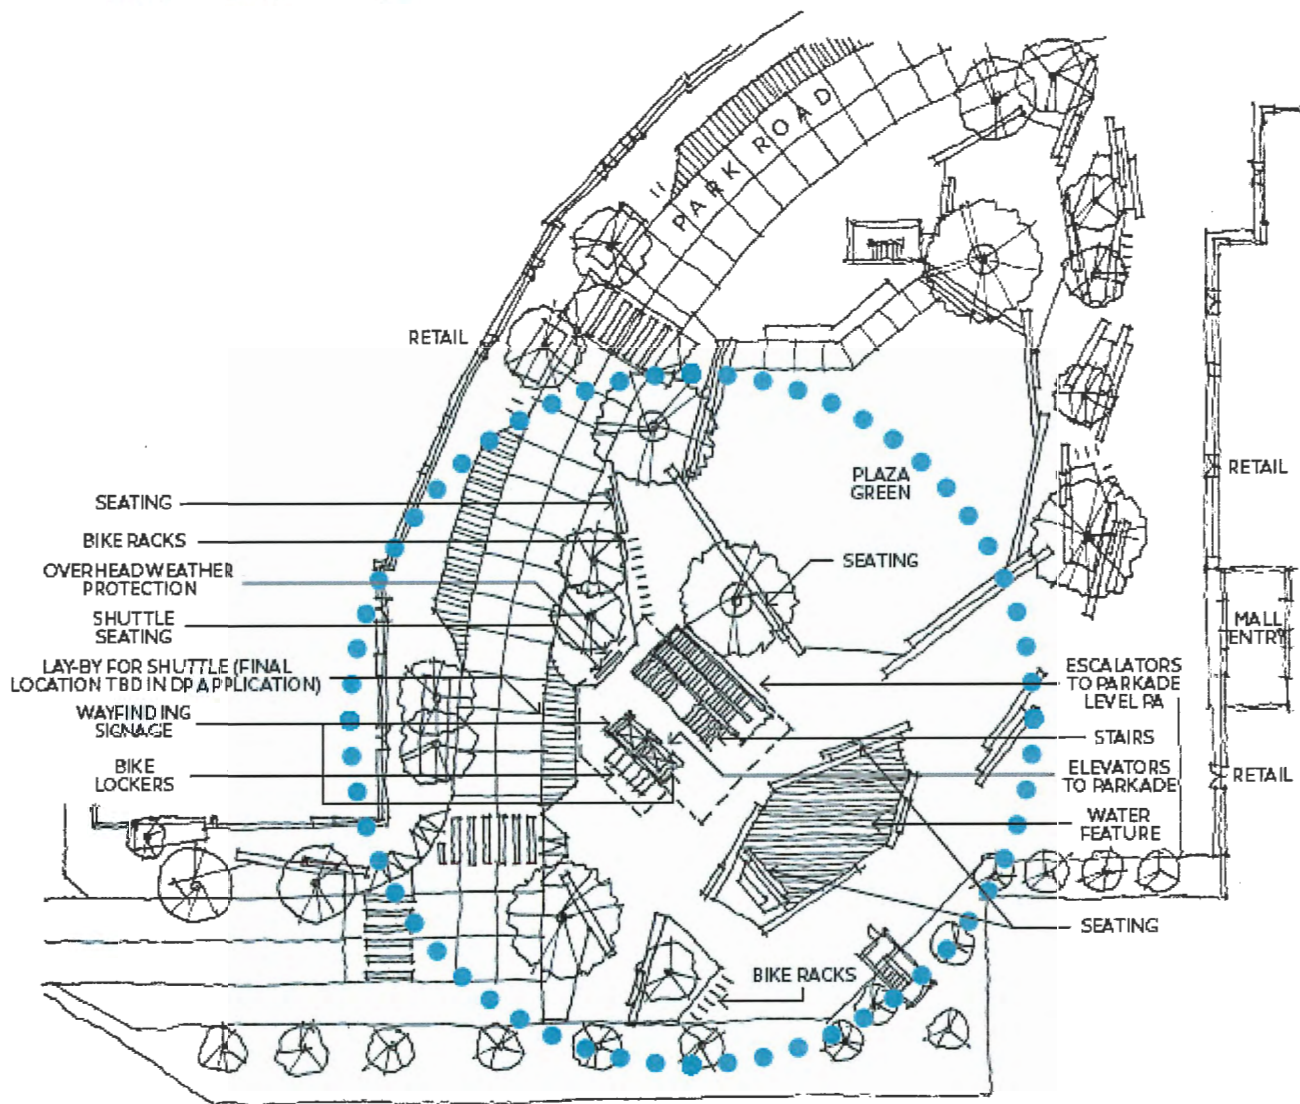 PARK ROAD
RETAIL
PLAZA
GREEN
RETAIL
SEATING
BIKE RACKS
OVERHEAD WEATHER
PROTECTION
SHUTTLE
SEATING
LAY-BY FOR SHUTTLE (FINAL
LOCATION TBD IN DP APPLICATION)
WAYFINDING
SIGNAGE
BIKE
LOCKERS
SEATING
MALL
ENTRY
ESCALATORS
TO PARKADE
LEVEL PA
STAIRS
ELEVATORS
TO PARKADE
RETAIL
WATER
FEATURE
SEATING
BIKE RACKS